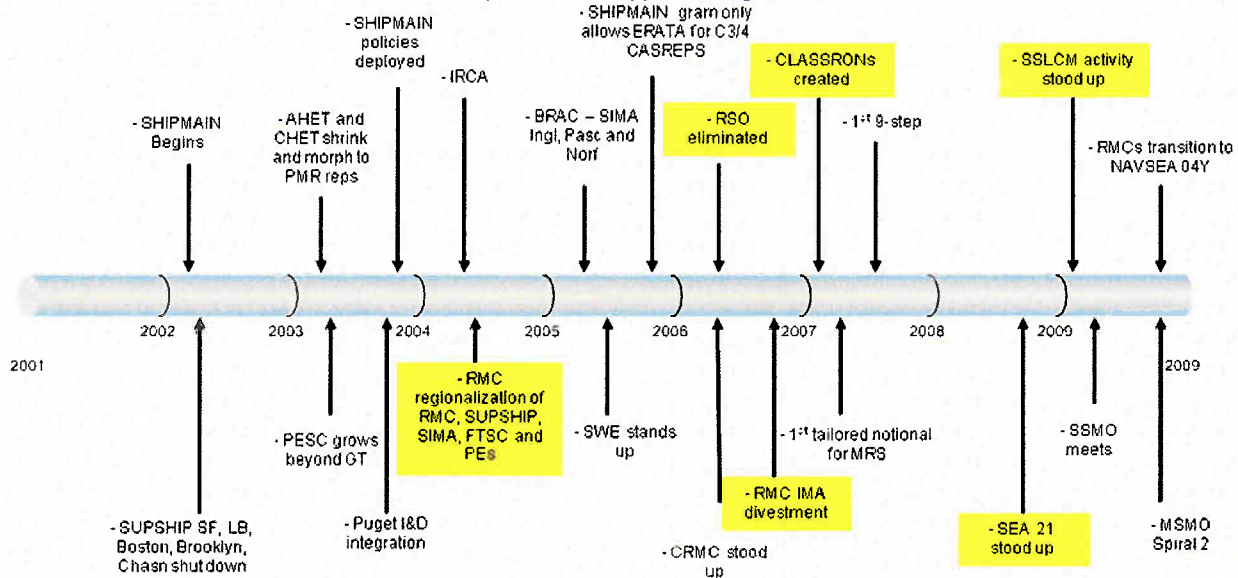 - SHIPMAIN
Begins
- AHET and
CHET shrink
and morph to
PMR reps
- SHIPMAIN
policies
deployed
- IRCA
- BRAC – SIMA
Ingl, Pasc and
Norf
- SHIPMAIN gram only
allows ERATA for C3/4
CASREPS
- RSO
eliminated
- CLASSRONs
created
- 1st 9-step
- SSLCM activity
stood up
- RMCs transition to
NAVSEA 04Y
2001
2002
2003
2004
2005
2006
2007
2008
2009
2009
- SUPSHIP SF, LB,
Boston, Brooklyn,
Chasn shut down
- PESC grows
beyond GT
- Puget I&D
integration
- RMC
regionalization of
RMC, SUPSHIP,
SIMA, FTSC and
PEs
- SWE stands
up
- CRMC stood
up
- RMC IMA
divestment
- 1st tailored notional
for MRS
- SEA 21
stood up
- SSMO
meets
- MSMO
Spiral 2